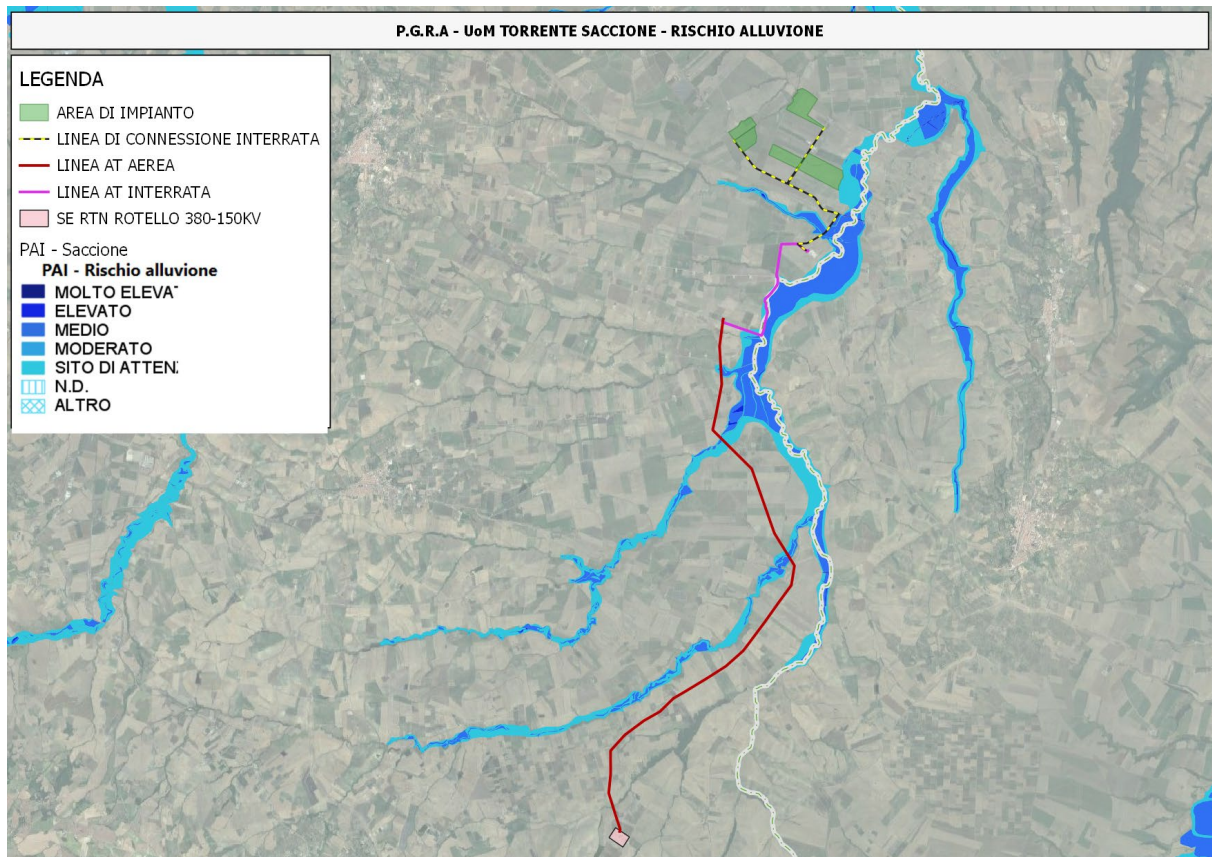 P.G.R.A - UoM TORRENTE SACCIONE - RISCHIO ALLUVIONE
LEGENDA
AREA DI IMPIANTO
LINEA DI CONNESSIONE INTERRATA
LINEA AT AEREA
LINEA AT INTERRATA
SE RTN ROTELLO 380-150KV
PAI - Saccione
PAI - Rischio alluvione
MOLTO ELEVA
ELEVATO
MEDIO
MODERATO
SITO DI ATTEN
N.D.
ALTRO